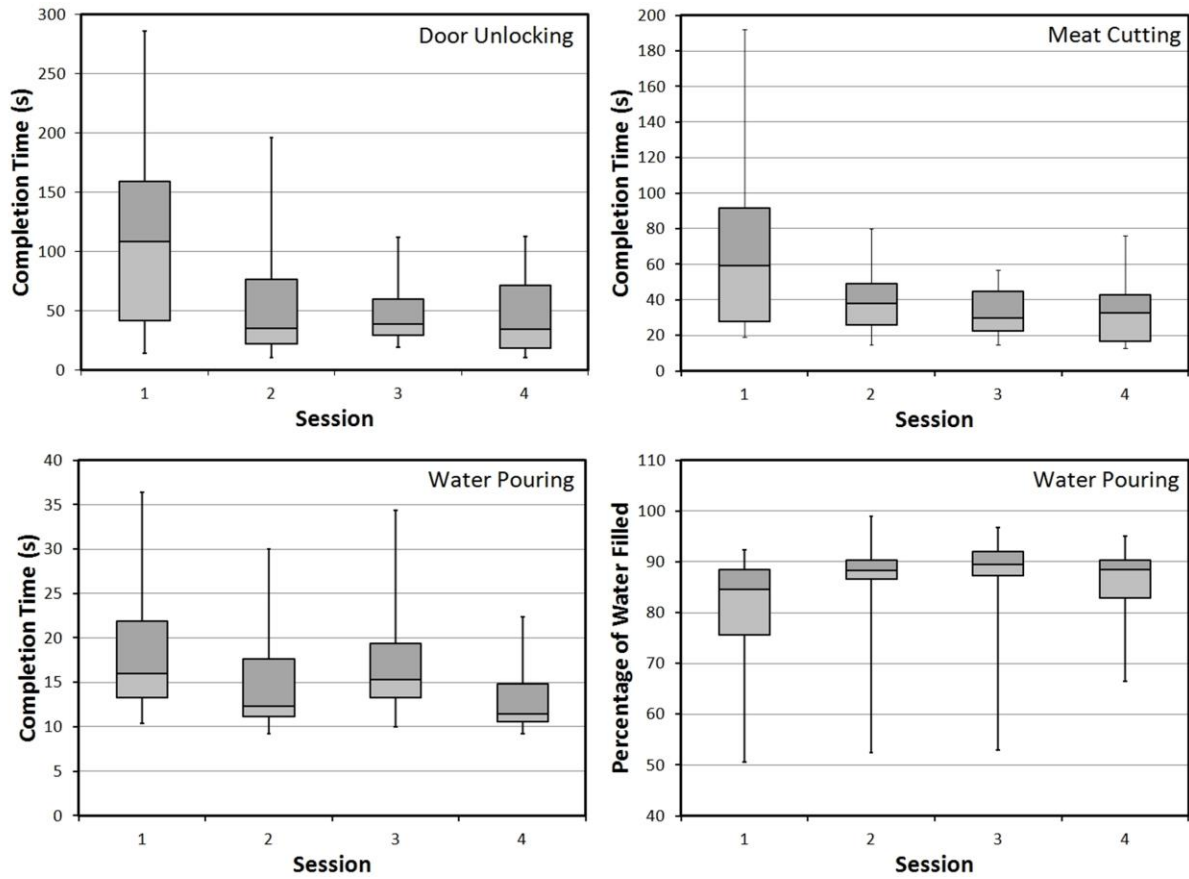 Door Unlocking
Completion Time (s)
300
250
200
150
100
50
0
1 2 3 4
Session
Meat Cutting
Completion Time (s)
200
180
160
140
120
100
80
60
40
20
0
1 2 3 4
Session
Water Pouring
Completion Time (s)
40
35
30
25
20
15
10
5
0
1 2 3 4
Session
Water Pouring
Percentage of Water Filled
110
100
90
80
70
60
50
40
1 2 3 4
Session